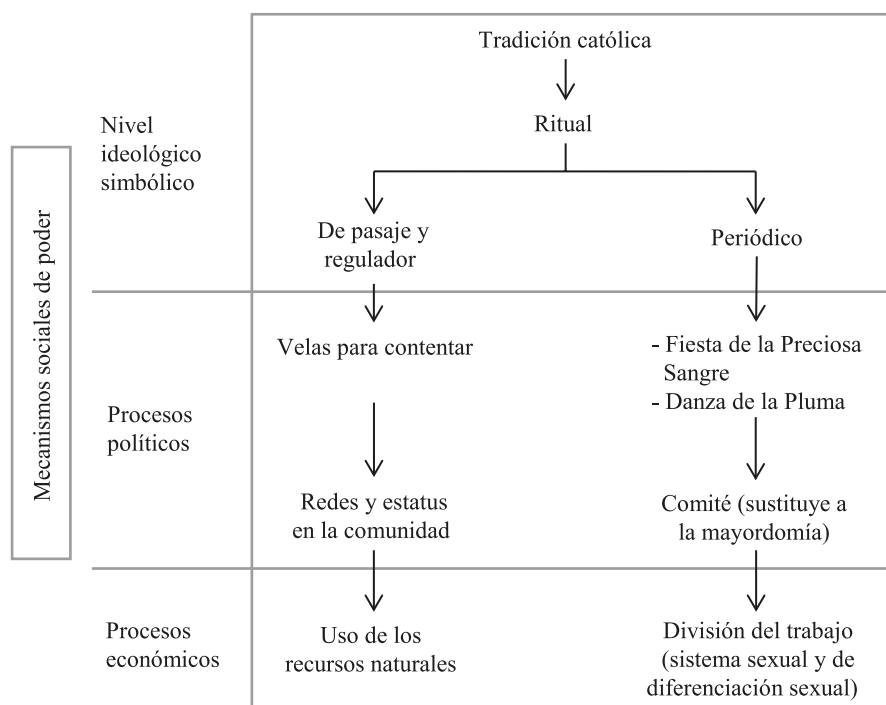 Tradición católica
Ritual
Nivel
ideológico
simbólico
De pasaje y
regulador
Periódico
Mecanismos sociales de poder
Velas para contentar
- Fiesta de la Preciosa
Sangre
- Danza de la Pluma
Procesos
políticos
Redes y estatus
en la comunidad
Comité (sustituye a
la mayordomía)
Procesos
económicos
Uso de los
recursos naturales
División del trabajo
(sistema sexual y de
diferenciación sexual)